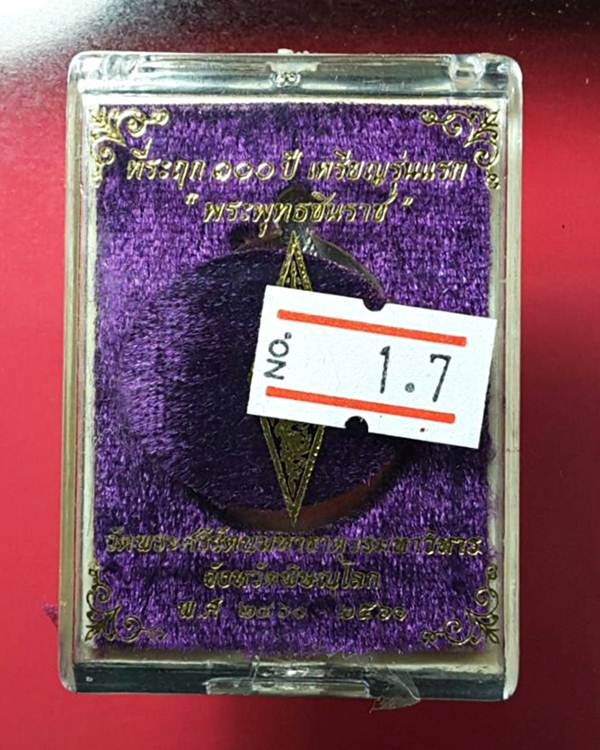 ที่ระฤก ๑๐๐ ปี เหรียญรุ่นแรก
"พระพุทธชินราช"
NO. 1.7
วัดพระศรีรัตนมหาธาตุวรมหาวิหาร
จังหวัดพิษณุโลก
พ.ศ ๒๔๖๐ - ๒๕๖๐